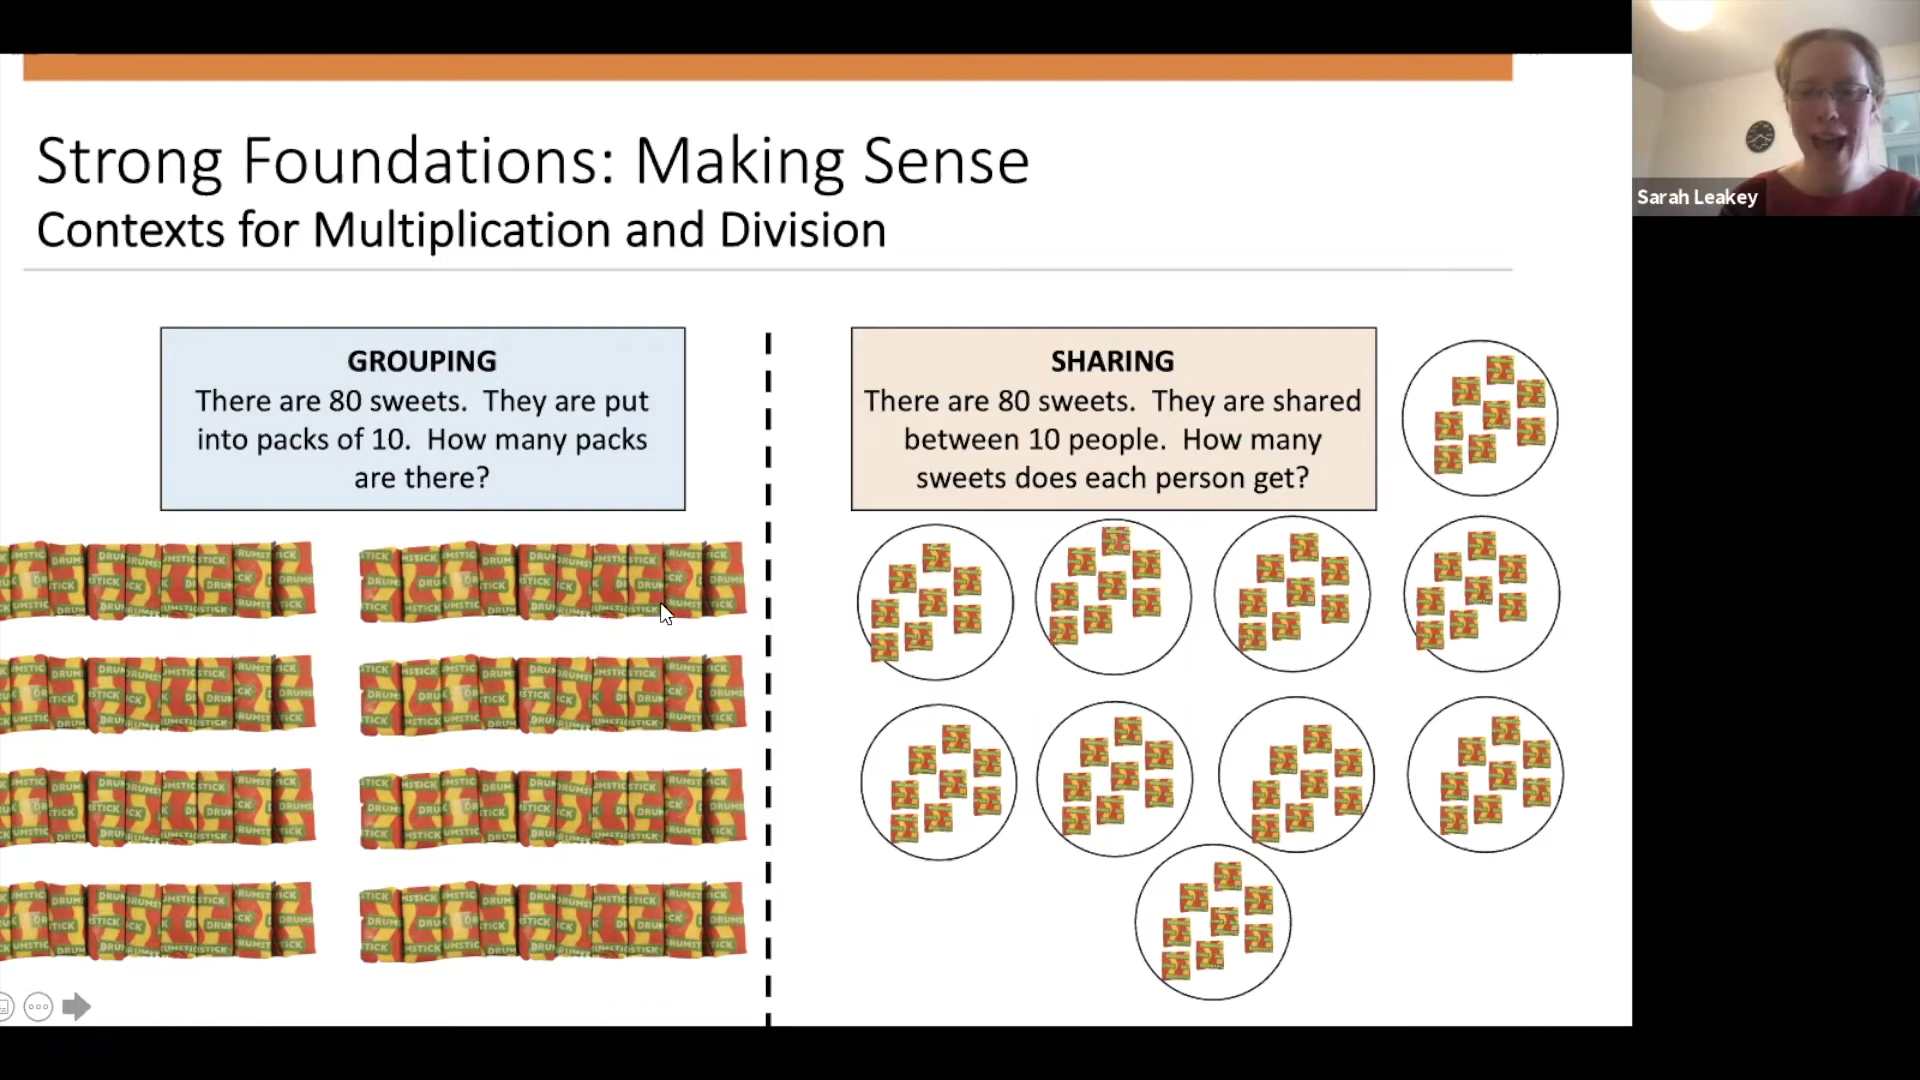 Strong Foundations: Making Sense
Contexts for Multiplication and Division
GROUPING
There are 80 sweets. They are put
into packs of 10. How many packs
are there?
SHARING
There are 80 sweets. They are shared
between 10 people. How many
sweets does each person get?
Sarah Leakey